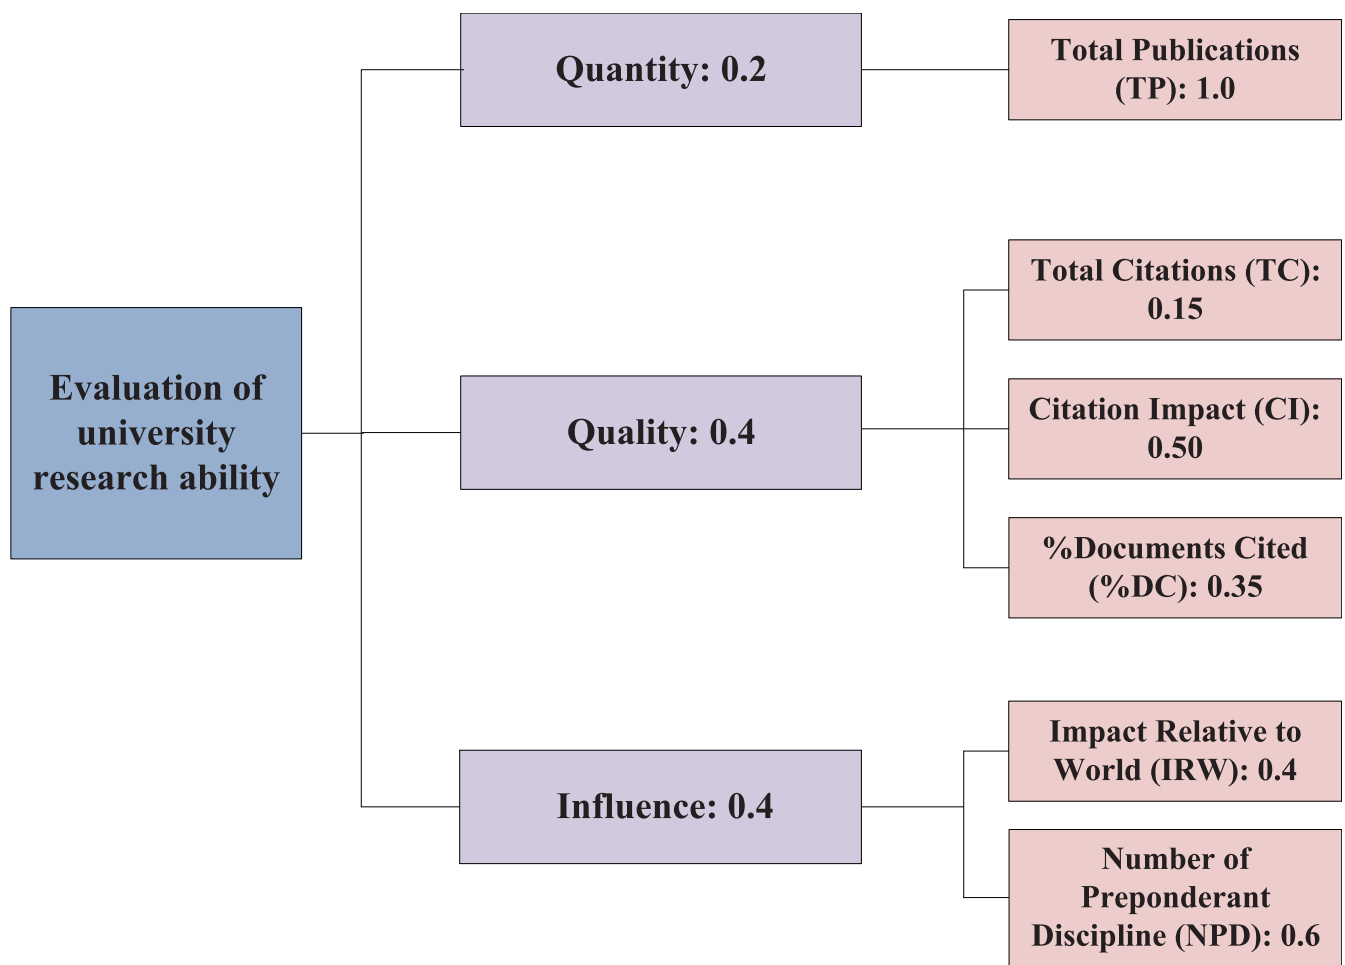 Quantity: 0.2
Total Publications
(TP): 1.0
Evaluation of
university
research ability
Quality: 0.4
Total Citations (TC):
0.15
Citation Impact (CI):
0.50
%Documents Cited
(%DC): 0.35
Influence: 0.4
Impact Relative to
World (IRW): 0.4
Number of
Preponderant
Discipline (NPD): 0.6